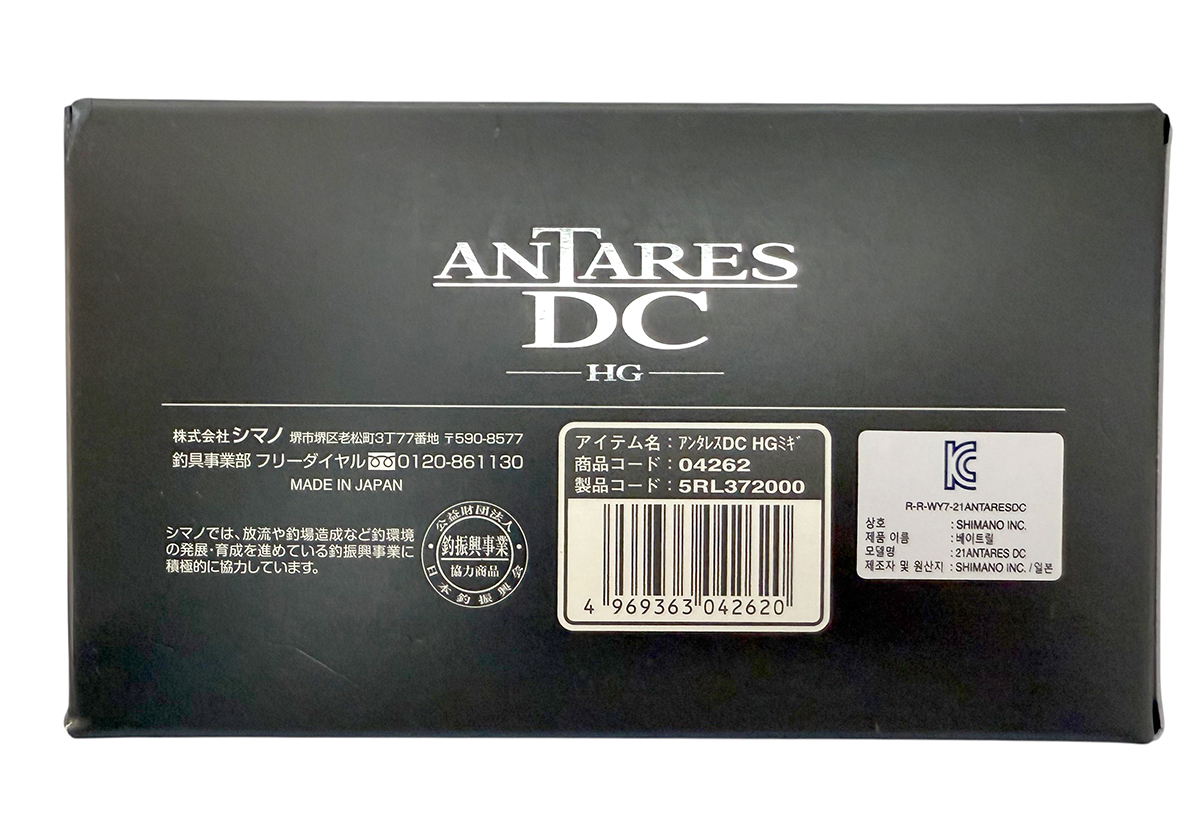 ANTARES
DC
HG
株式会社シマノ 堺市堺区老松町3丁77番地 〒590-8577
釣具事業部 フリーダイヤル 0120-861130
MADE IN JAPAN
シマノでは、放流や釣場造成など釣環境
の発展・育成を進めている釣振興事業に
積極的に協力しています。
公益財団法人
釣振興事業
協力商品
日本釣振興会
アイテム名：ｱﾝﾀﾚｽDC HGﾐｷﾞ
商品コード：04262
製品コード：5RL372000
4 969363 042620
R-R-WY7-21ANTARESDC
상호 : SHIMANO INC.
제품 이름 : 베이트릴
모델명 : 21ANTARES DC
제조자 및 원산지 : SHIMANO INC. /일본